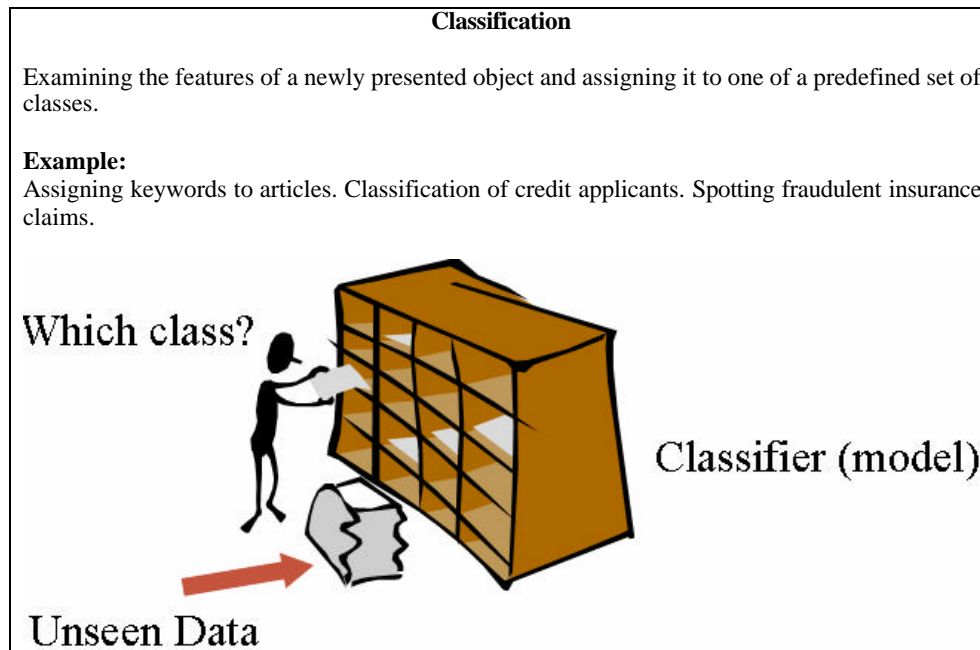 Classification
Examining the features of a newly presented object and assigning it to one of a predefined set of
classes.
Example:
Assigning keywords to articles. Classification of credit applicants. Spotting fraudulent insurance
claims.
Which class?
Classifier (model)
Unseen Data